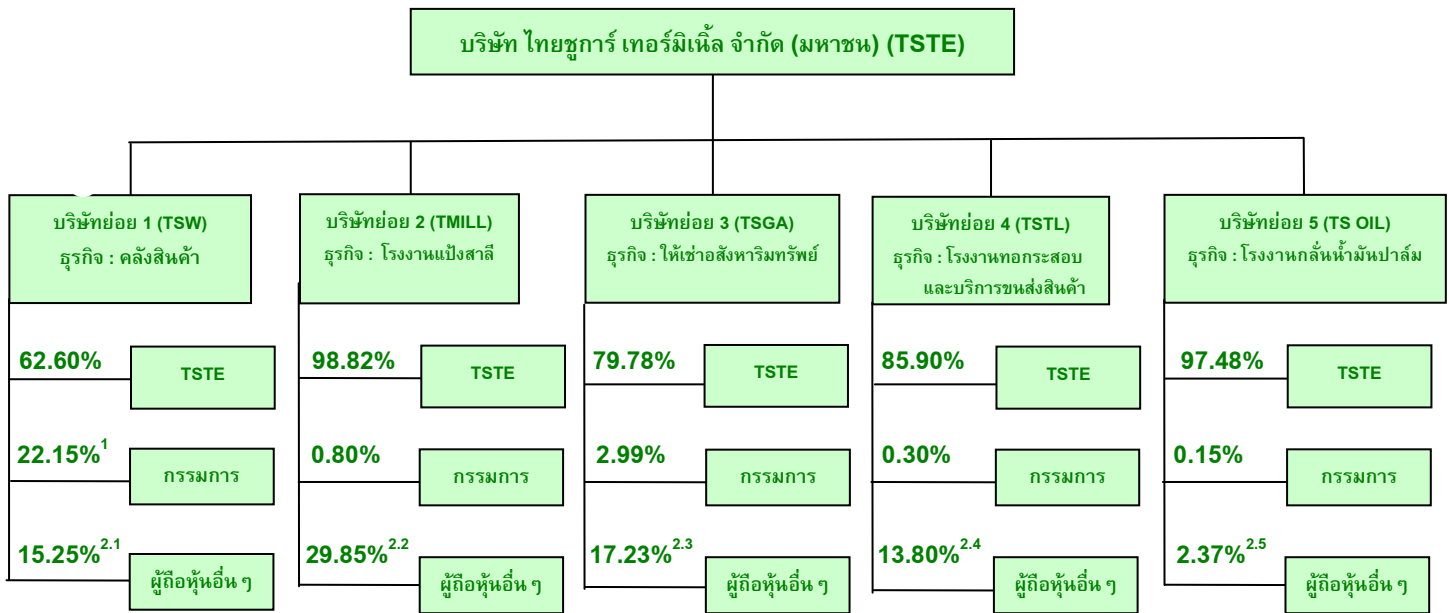 บริษัท ไทยชูการ์ เทอร์มิเนิ้ล จำกัด (มหาชน) (TSTE)
บริษัทย่อย 1 (TSW)
ธุรกิจ : คลังสินค้า
62.60%
TSTE
22.15%1
กรรมการ
15.25%2.1
ผู้ถือหุ้นอื่น ๆ
บริษัทย่อย 2 (TMILL)
ธุรกิจ : โรงงานแป้งสาลี
98.82%
TSTE
0.80%
กรรมการ
29.85%2.2
ผู้ถือหุ้นอื่น ๆ
บริษัทย่อย 3 (TSGA)
ธุรกิจ : ให้เช่าอสังหาริมทรัพย์
79.78%
TSTE
2.99%
กรรมการ
17.23%2.3
ผู้ถือหุ้นอื่น ๆ
บริษัทย่อย 4 (TSTL)
ธุรกิจ : โรงงานทอกระสอบ
และบริการขนส่งสินค้า
85.90%
TSTE
0.30%
กรรมการ
13.80%2.4
ผู้ถือหุ้นอื่น ๆ
บริษัทย่อย 5 (TS OIL)
ธุรกิจ : โรงงานกลั่นน้ำมันปาล์ม
97.48%
TSTE
0.15%
กรรมการ
2.37%2.5
ผู้ถือหุ้นอื่น ๆ